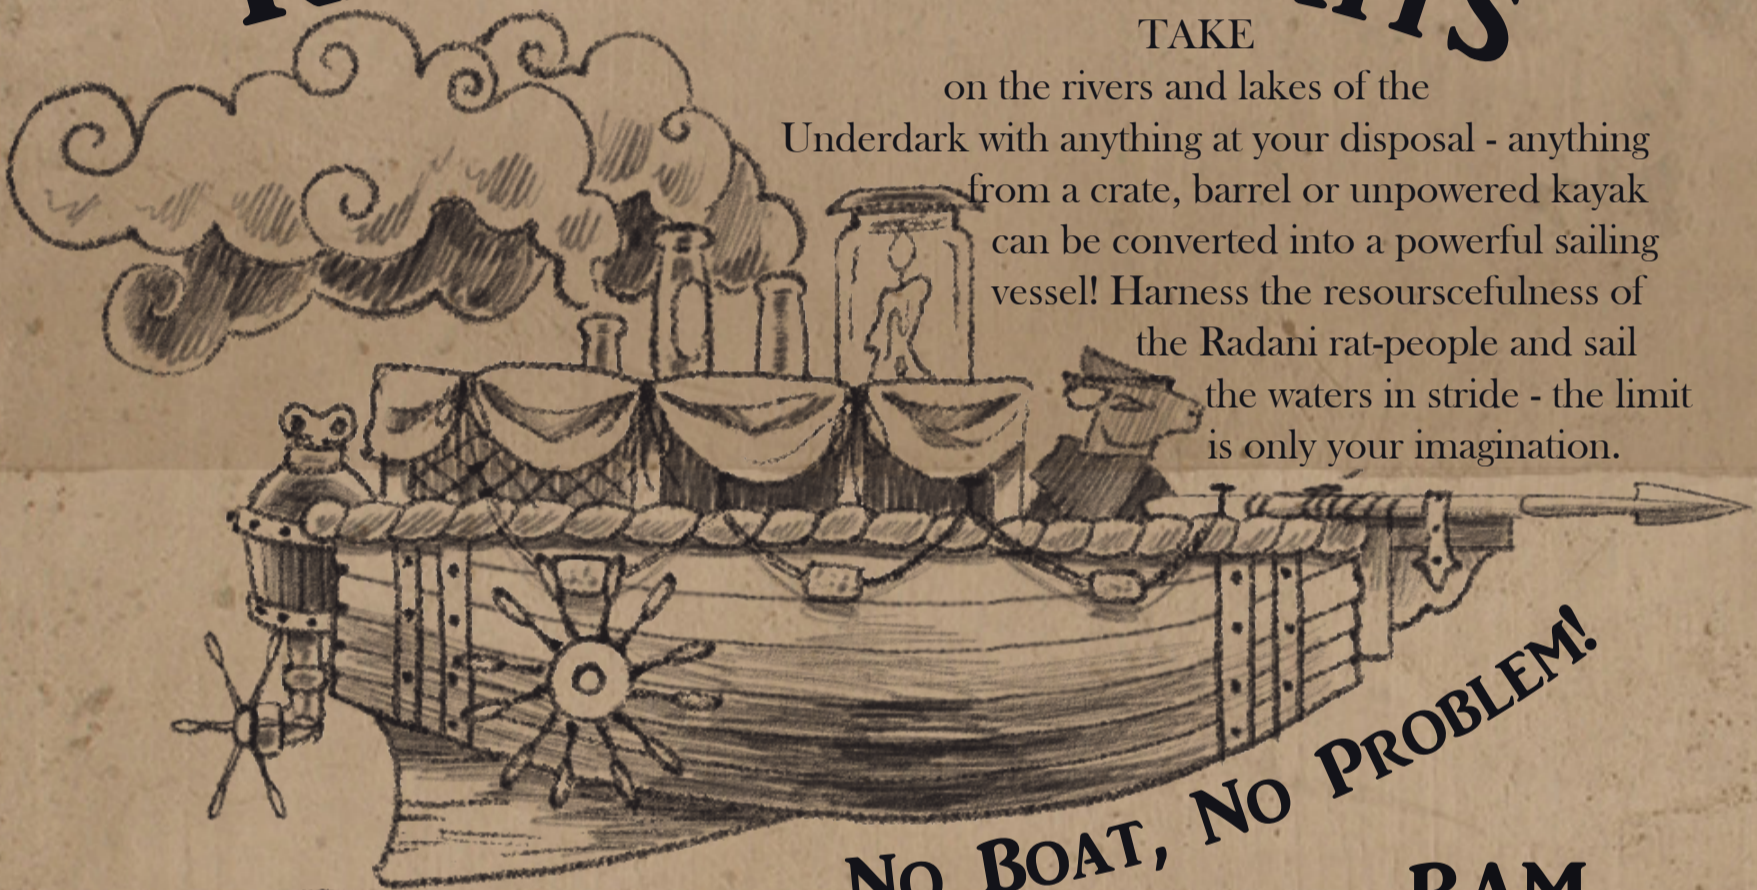 TAKE
on the rivers and lakes of the
Underdark with anything at your disposal - anything
from a crate, barrel or unpowered kayak
can be converted into a powerful sailing
vessel! Harness the resourscefulness of
the Radani rat-people and sail
the waters in stride - the limit
is only your imagination.
No Boat, No Problem!